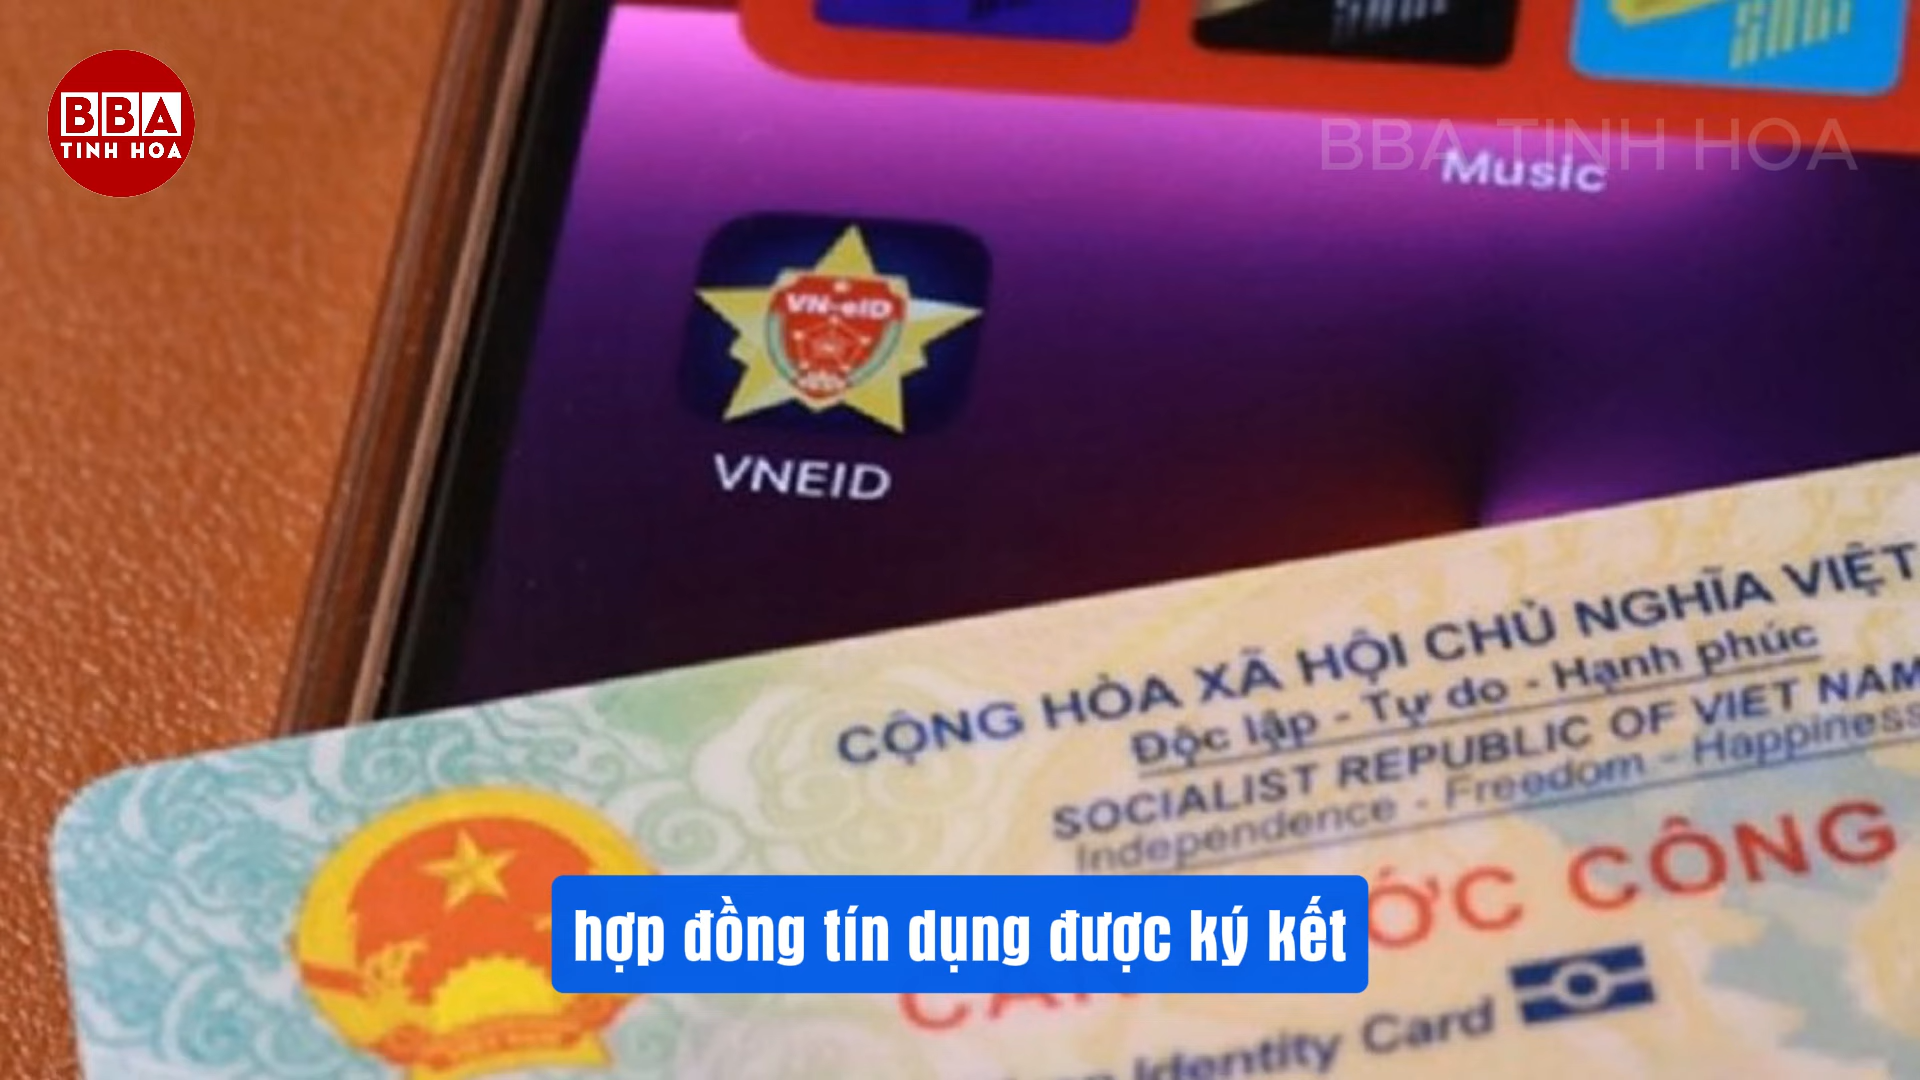 BBA
TINH HOA
BBA TINH HOA
Music
VN-eID
VNEID
CỘNG HÒA XÃ HỘI CHỦ NGHĨA VIỆT
Độc lập - Tự do - Hạnh phúc
SOCIALIST REPUBLIC OF VIET NAM
Independence - Freedom - Happiness
CÔNG
hợp đồng tín dụng được ký kết
Identity Card